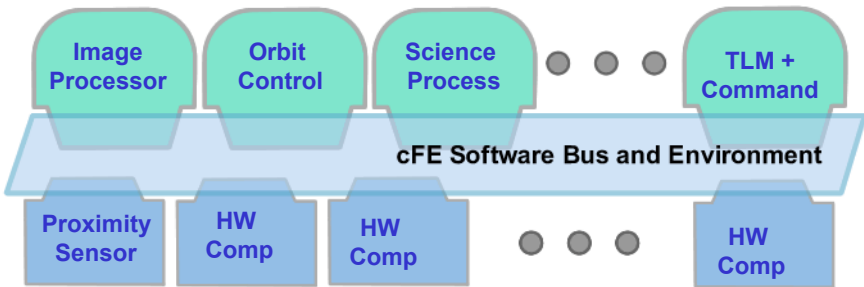 Image
Processor
Orbit
Control
Science
Process
TLM +
Command
cFE Software Bus and Environment
Proximity
Sensor
HW
Comp
HW
Comp
HW
Comp